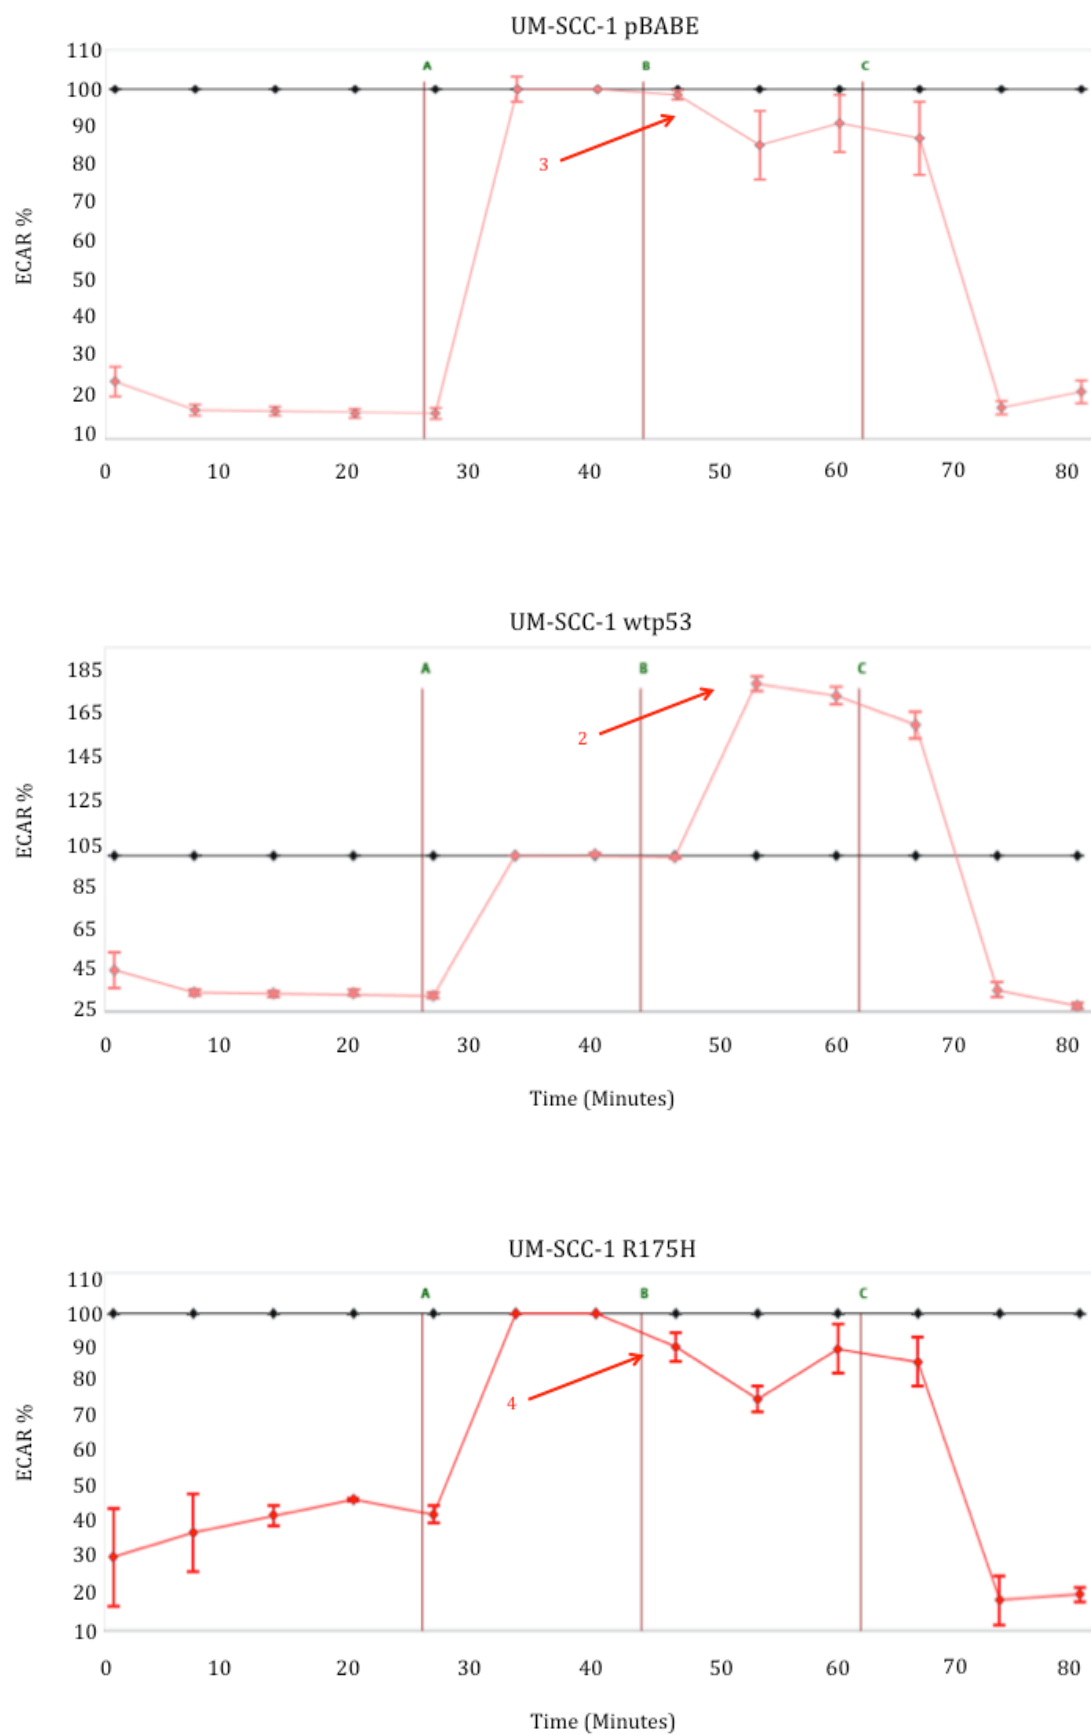 UM-SCC-1 pBABE
110
A
B
C
100
90
3
80
70
60
ECAR %
50
40
30
20
10
0 10 20 30 40 50 60 70 80
UM-SCC-1 wtp53
185
A
B
C
165
2
145
125
ECAR %
105
85
65
45
25
0 10 20 30 40 50 60 70 80
Time (Minutes)
UM-SCC-1 R175H
110
A
B
C
100
90
80
4
70
60
ECAR %
50
40
30
20
10
0 10 20 30 40 50 60 70 80
Time (Minutes)